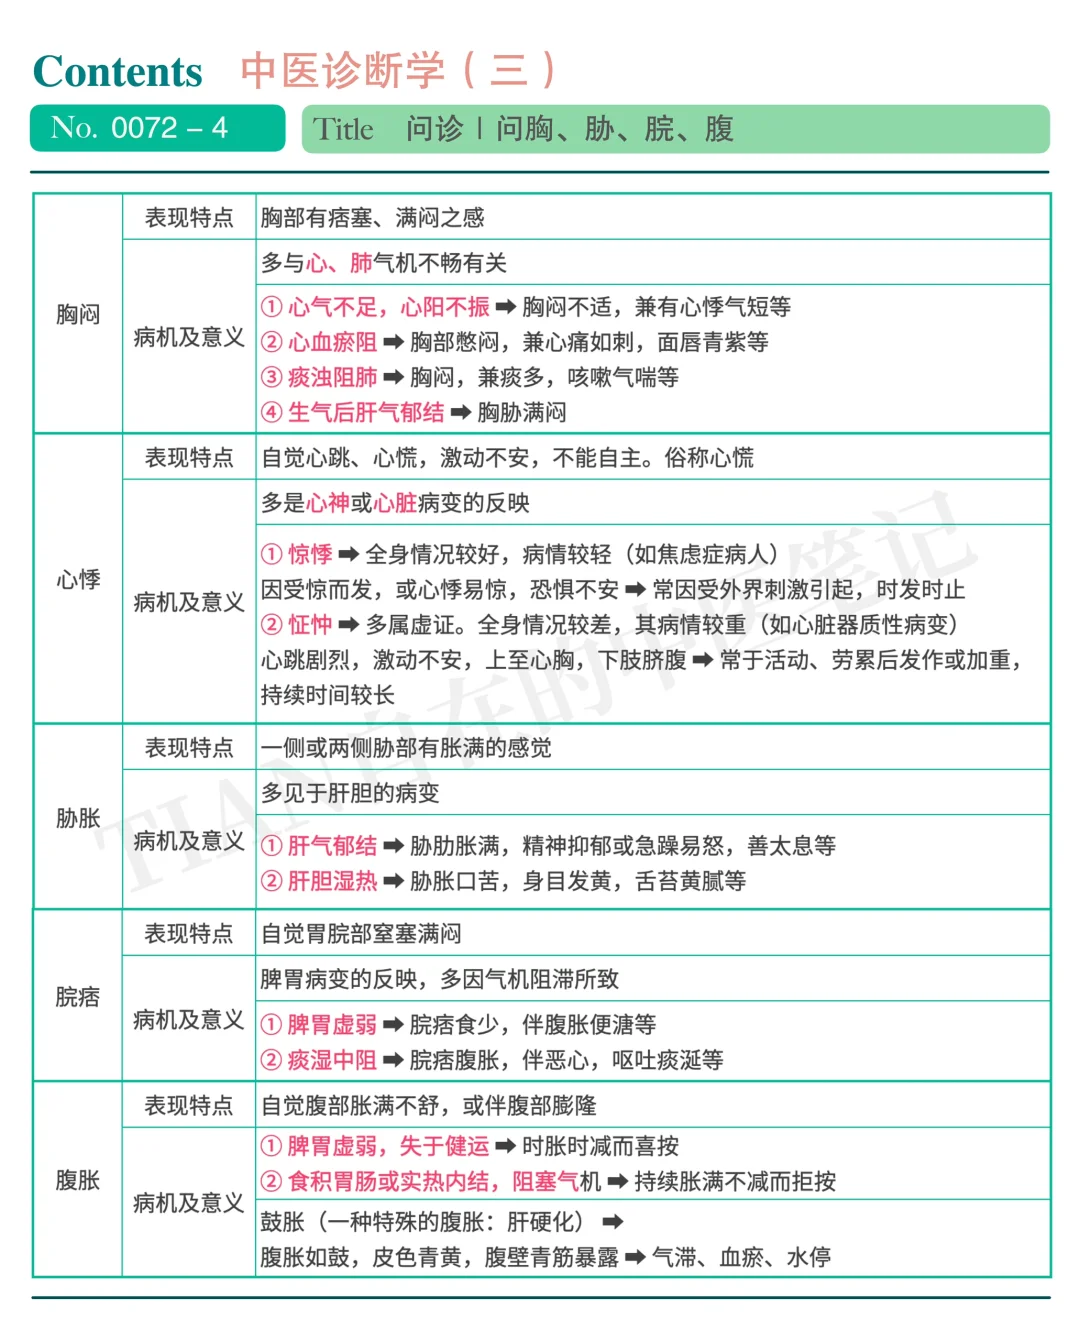 Contents 中医诊断学（三）
No. 0072 – 4
Title 问诊 | 问胸、胁、脘、腹
胸闷
表现特点
胸部有痞塞、满闷之感
病机及意义
多与心、肺气机不畅有关
① 心气不足，心阳不振 ➡ 胸闷不适，兼有心悸气短等
② 心血瘀阻 ➡ 胸部憋闷，兼心痛如刺，面唇青紫等
③ 痰浊阻肺 ➡ 胸闷，兼痰多，咳嗽气喘等
④ 生气后肝气郁结 ➡ 胸胁满闷
心悸
表现特点
自觉心跳、心慌，激动不安，不能自主。俗称心慌
病机及意义
多是心神或心脏病变的反映
① 惊悸 ➡ 全身情况较好，病情较轻（如焦虑症病人）
因受惊而发，或心悸易惊，恐惧不安 ➡ 常因受外界刺激引起，时发时止
② 怔忡 ➡ 多属虚证。全身情况较差，其病情较重（如心脏器质性病变）
心跳剧烈，激动不安，上至心胸，下肢脐腹 ➡ 常于活动、劳累后发作或加重，
持续时间较长
胁胀
表现特点
一侧或两侧胁部有胀满的感觉
病机及意义
多见于肝胆的病变
① 肝气郁结 ➡ 胁肋胀满，精神抑郁或急躁易怒，善太息等
② 肝胆湿热 ➡ 胁胀口苦，身目发黄，舌苔黄腻等
脘痞
表现特点
自觉胃脘部窒塞满闷
病机及意义
脾胃病变的反映，多因气机阻滞所致
① 脾胃虚弱 ➡ 脘痞食少，伴腹胀便溏等
② 痰湿中阻 ➡ 脘痞腹胀，伴恶心，呕吐痰涎等
腹胀
表现特点
自觉腹部胀满不舒，或伴腹部膨隆
病机及意义
① 脾胃虚弱，失于健运 ➡ 时胀时减而喜按
② 食积胃肠或实热内结，阻塞气机 ➡ 持续胀满不减而拒按
鼓胀（一种特殊的腹胀：肝硬化） ➡
腹胀如鼓，皮色青黄，腹壁青筋暴露 ➡ 气滞、血瘀、水停
TIAN自在的中医笔记